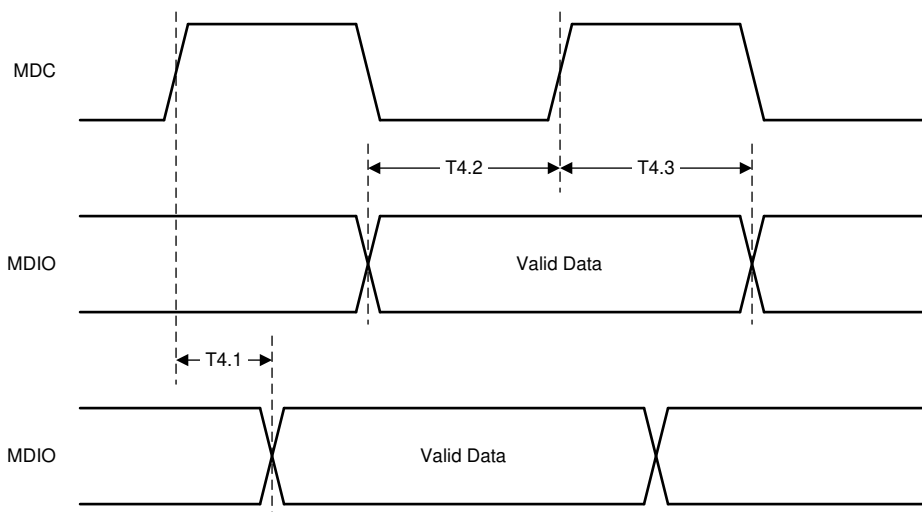 MDC
T4.2
T4.3
MDIO
Valid Data
T4.1
MDIO
Valid Data